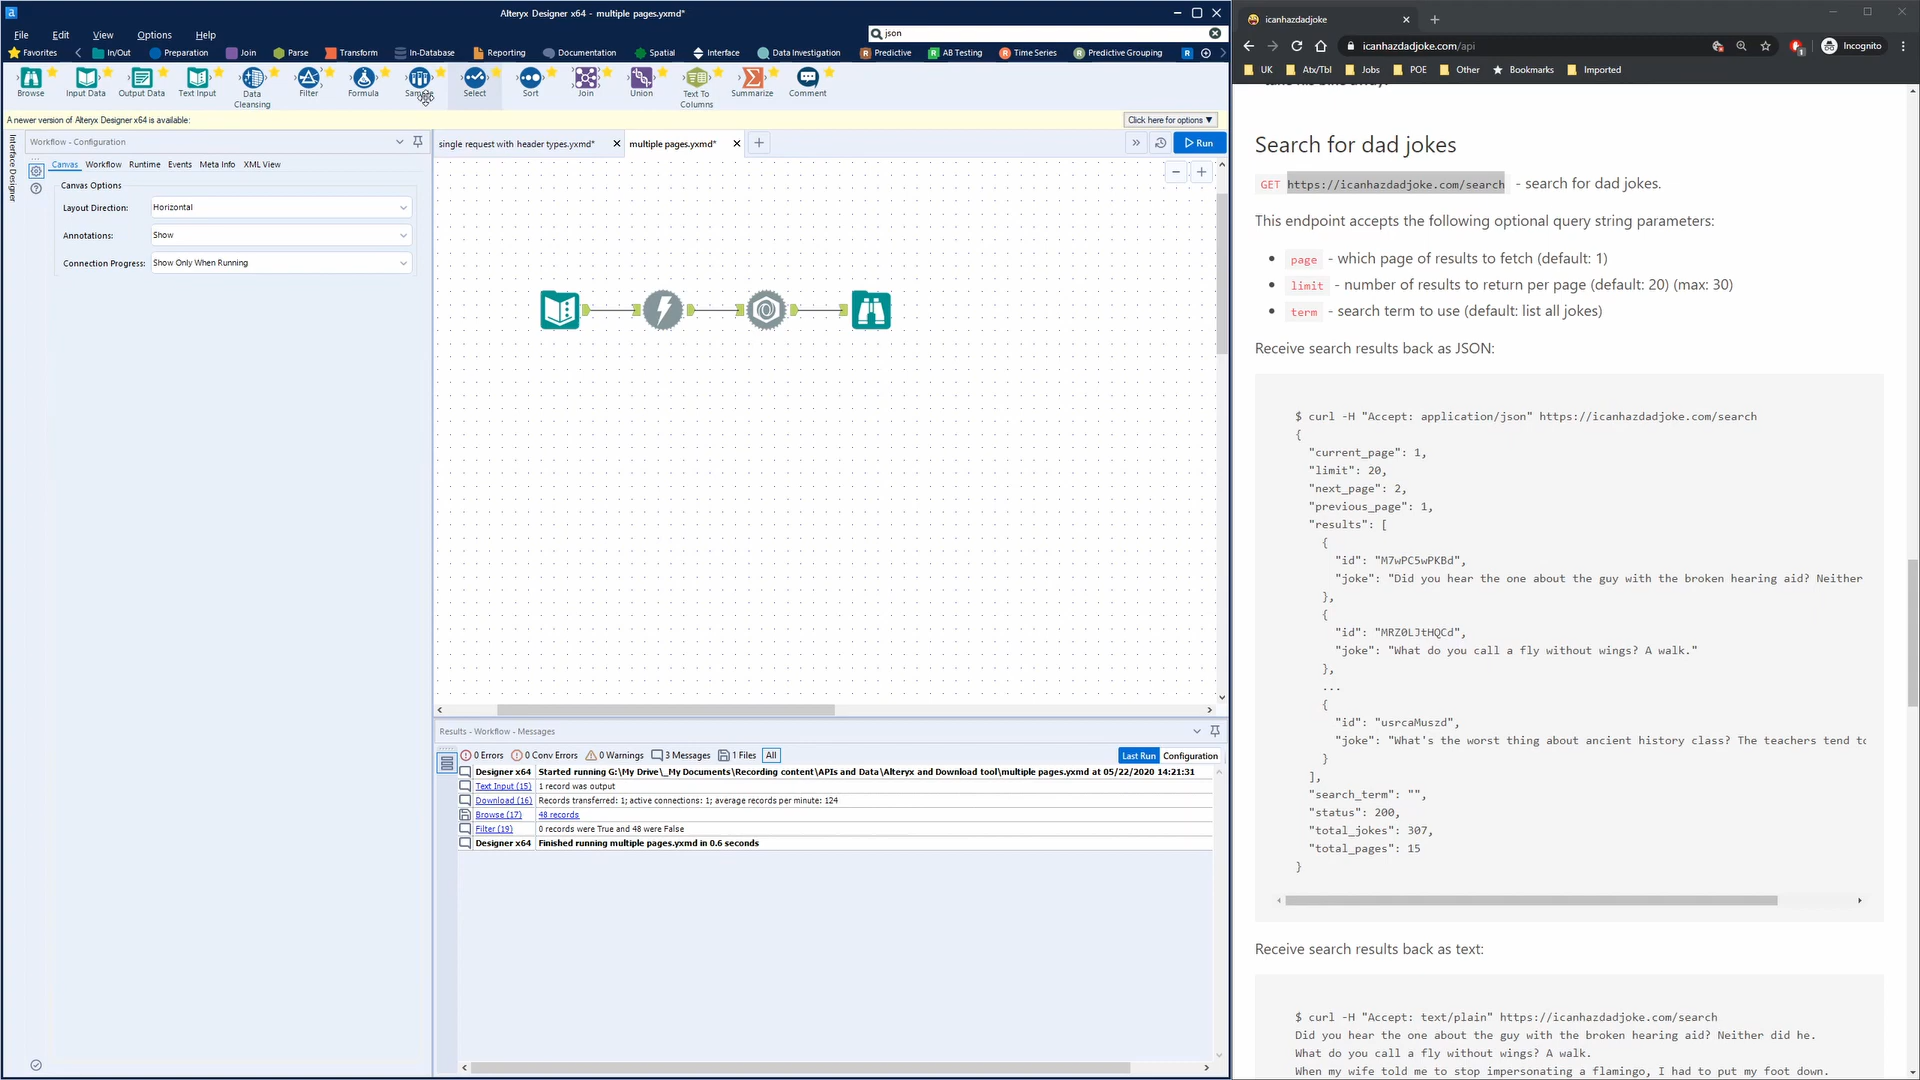 Alteryx Designer x64 - multiple pages.yxmd*
File Edit View Options Help
json
Favorites In/Out Preparation Join Parse Transform In-Database Reporting Documentation Spatial Interface Data Investigation Predictive AB Testing Time Series Predictive Grouping
Browse Input Data Output Data Text Input Data Cleansing Filter Formula Sample Select Sort Join Union Text To Columns Summarize Comment
A newer version of Alteryx Designer x64 is available:
Click here for options ▼
Interface Designer
Workflow - Configuration
Canvas Workflow Runtime Events Meta Info XML View
Canvas Options
Layout Direction: Horizontal
Annotations: Show
Connection Progress: Show Only When Running
single request with header types.yxmd*
multiple pages.yxmd*
Run
Results - Workflow - Messages
0 Errors 0 Conv Errors 0 Warnings 3 Messages 1 Files All
Last Run Configuration
Designer x64 Started running G:\My Drive\_My Documents\Recording content\APIs and Data\Alteryx and Download tool\multiple pages.yxmd at 05/22/2020 14:21:31
Text Input (15) 1 record was output
Download (16) Records transferred: 1; active connections: 1; average records per minute: 124
Browse (17) 48 records
Filter (19) 0 records were True and 48 were False
Designer x64 Finished running multiple pages.yxmd in 0.6 seconds
icanhazdadjoke
icanhazdadjoke.com/api
Incognito
UK Atx/Tbl Jobs POE Other Bookmarks Imported
Search for dad jokes
GET https://icanhazdadjoke.com/search - search for dad jokes.
This endpoint accepts the following optional query string parameters:
page - which page of results to fetch (default: 1)
limit - number of results to return per page (default: 20) (max: 30)
term - search term to use (default: list all jokes)
Receive search results back as JSON:
$ curl -H "Accept: application/json" https://icanhazdadjoke.com/search
{
"current_page": 1,
"limit": 20,
"next_page": 2,
"previous_page": 1,
"results": [
{
"id": "M7wPC5wPKBd",
"joke": "Did you hear the one about the guy with the broken hearing aid? Neither
},
{
"id": "MRZ0LJtHQCd",
"joke": "What do you call a fly without wings? A walk."
},
...
{
"id": "usrcaMuszd",
"joke": "What's the worst thing about ancient history class? The teachers tend to
}
],
"search_term": "",
"status": 200,
"total_jokes": 307,
"total_pages": 15
}
Receive search results back as text:
$ curl -H "Accept: text/plain" https://icanhazdadjoke.com/search
Did you hear the one about the guy with the broken hearing aid? Neither did he.
What do you call a fly without wings? A walk.
When my wife told me to stop impersonating a flamingo, I had to put my foot down.